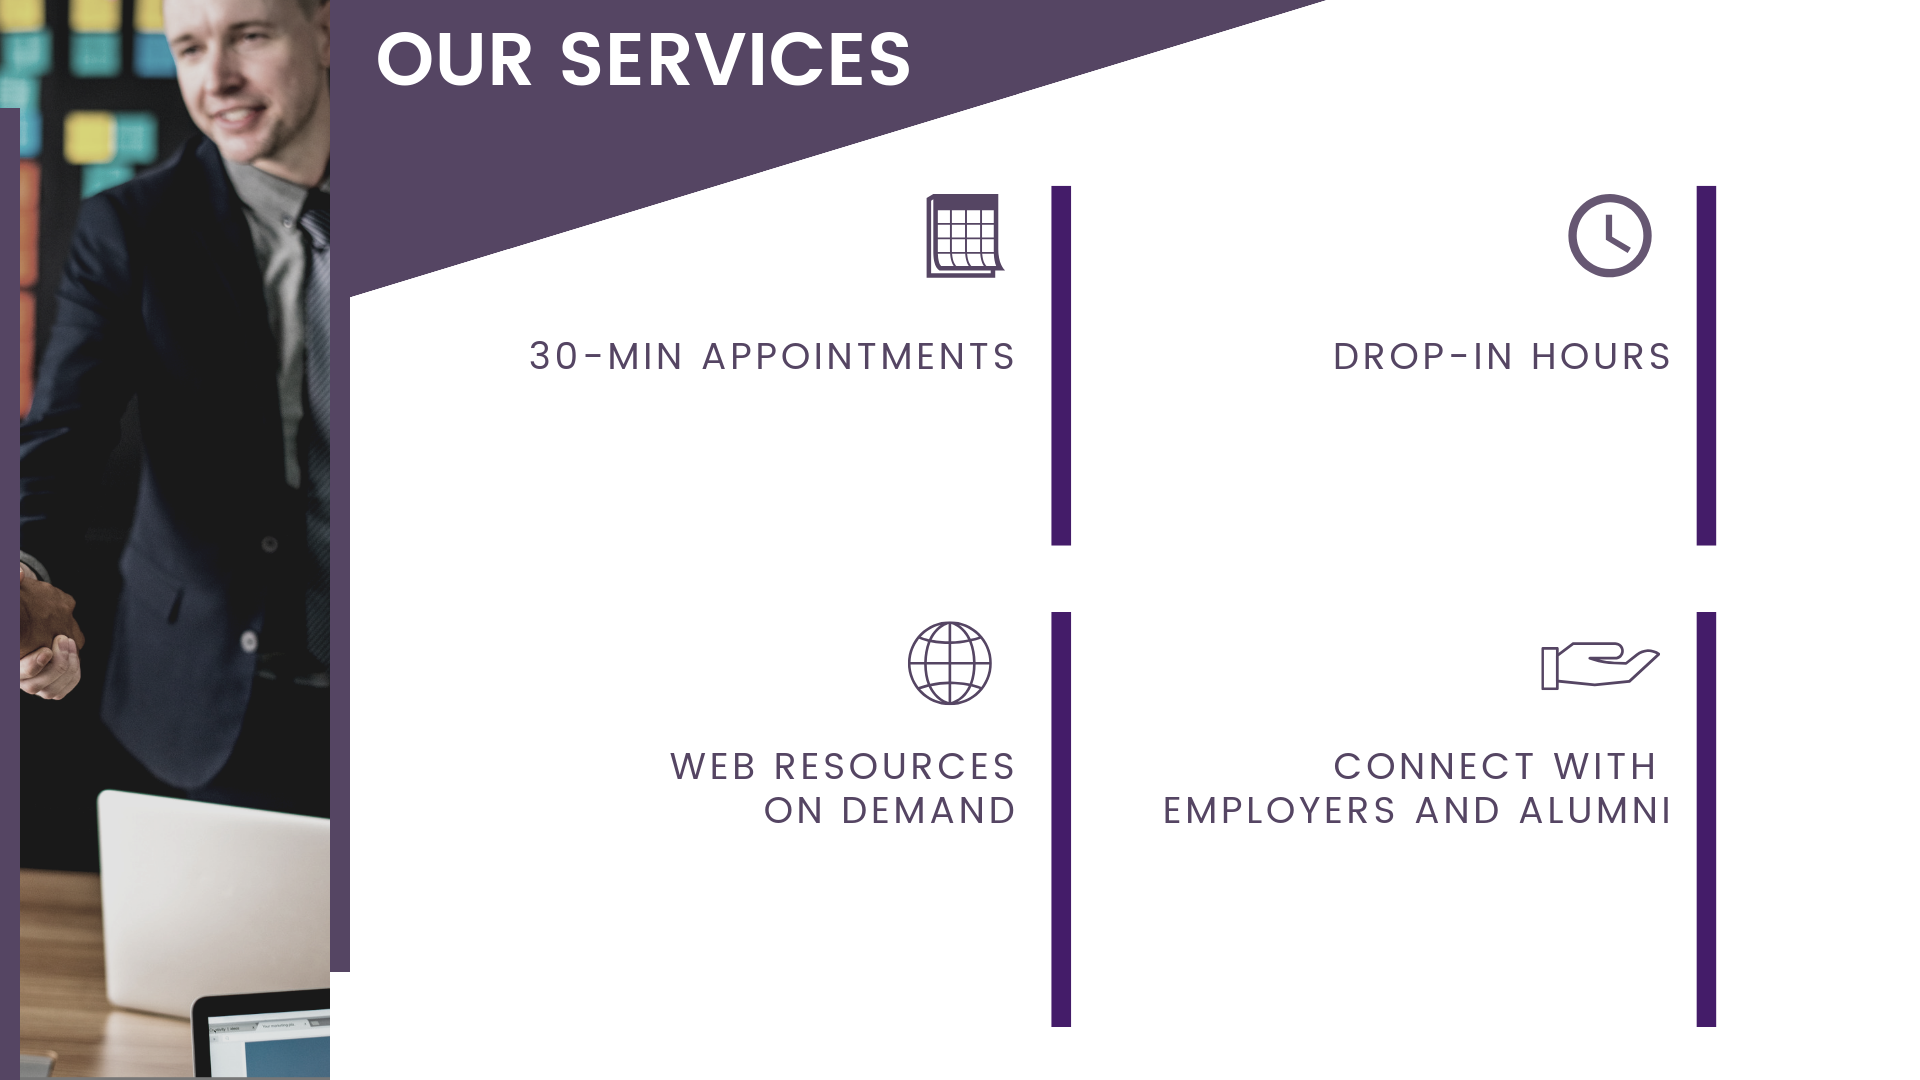 OUR SERVICES
30-MIN APPOINTMENTS
DROP-IN HOURS
WEB RESOURCES
ON DEMAND
CONNECT WITH
EMPLOYERS AND ALUMNI